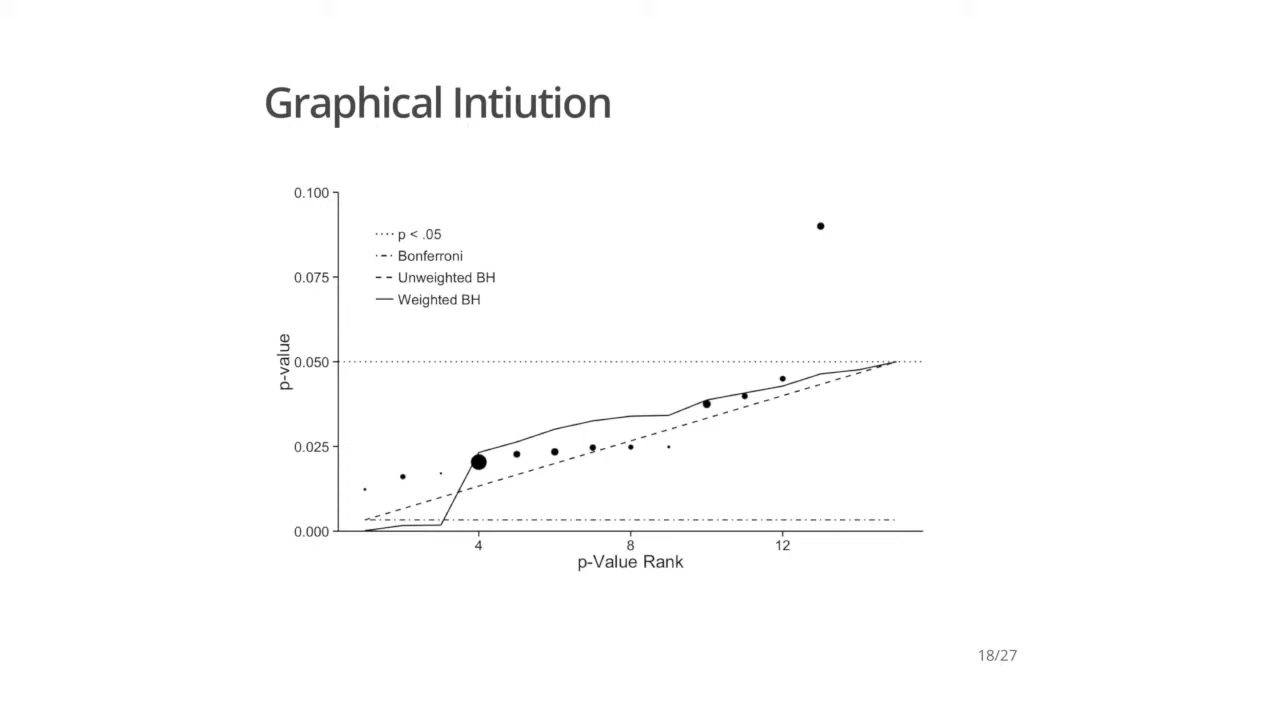 Graphical Intiution
0.100
p < .05
Bonferroni
0.075
Unweighted BH
Weighted BH
p-value
0.050
0.025
0.000
4 8 12
p-Value Rank
18/27